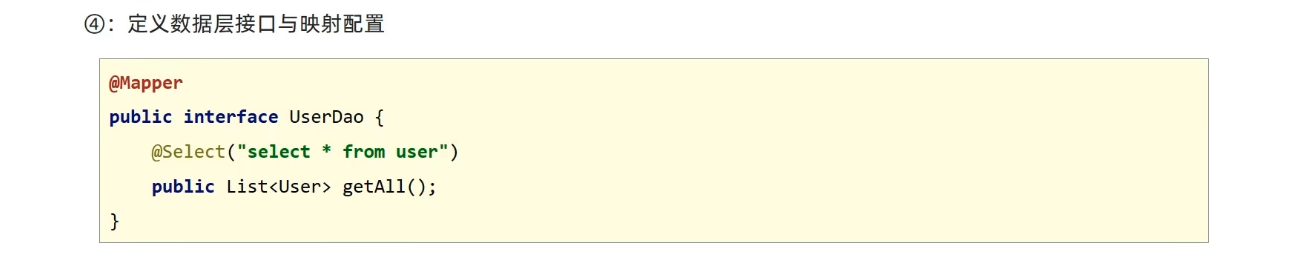 ④：定义数据层接口与映射配置
@Mapper
public interface UserDao {
    @Select("select * from user")
    public List<User> getAll();
}